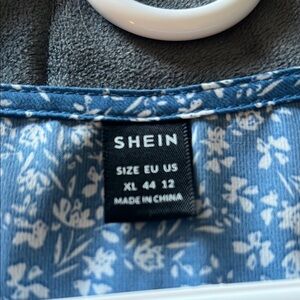 SHEIN
SIZE EU US
XL 44 12
MADE IN CHINA